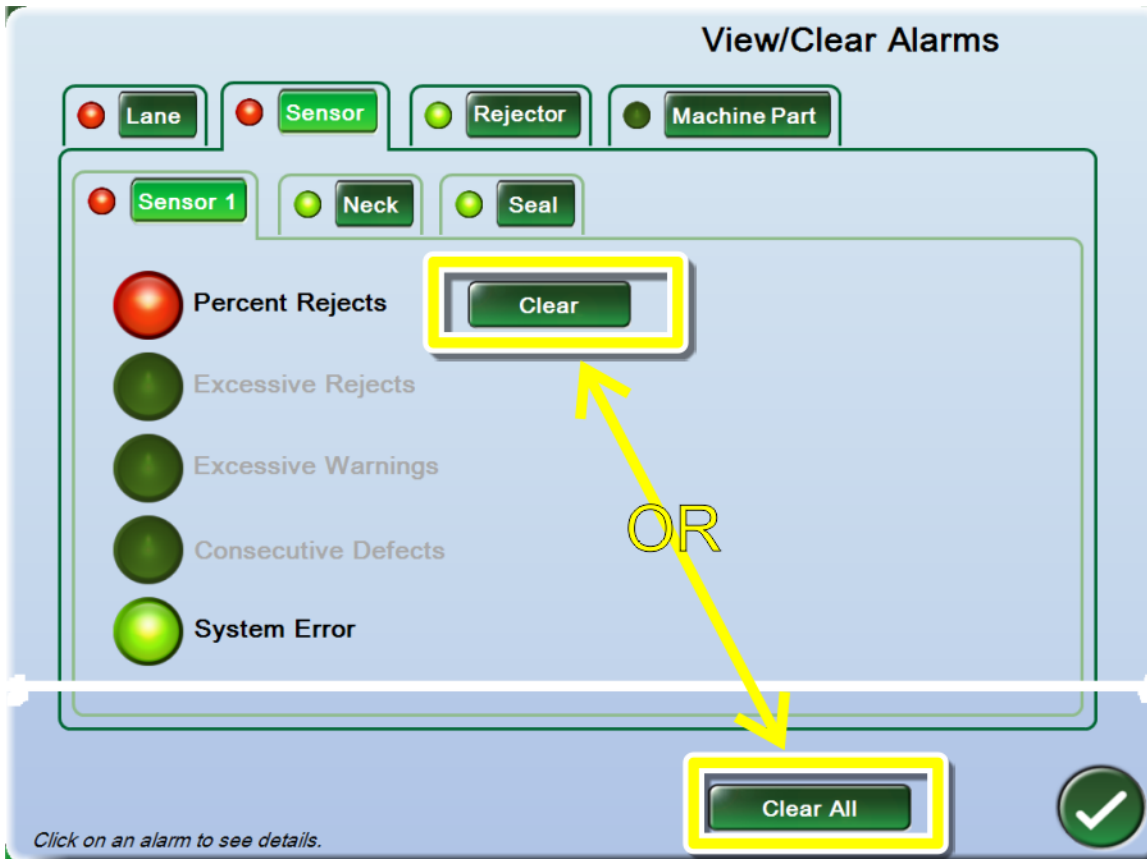 View/Clear Alarms
Lane Sensor Rejector Machine Part
Sensor 1 Neck Seal
Percent Rejects Clear
Excessive Rejects
Excessive Warnings
OR
Consecutive Defects
System Error
Clear All
Click on an alarm to see details.